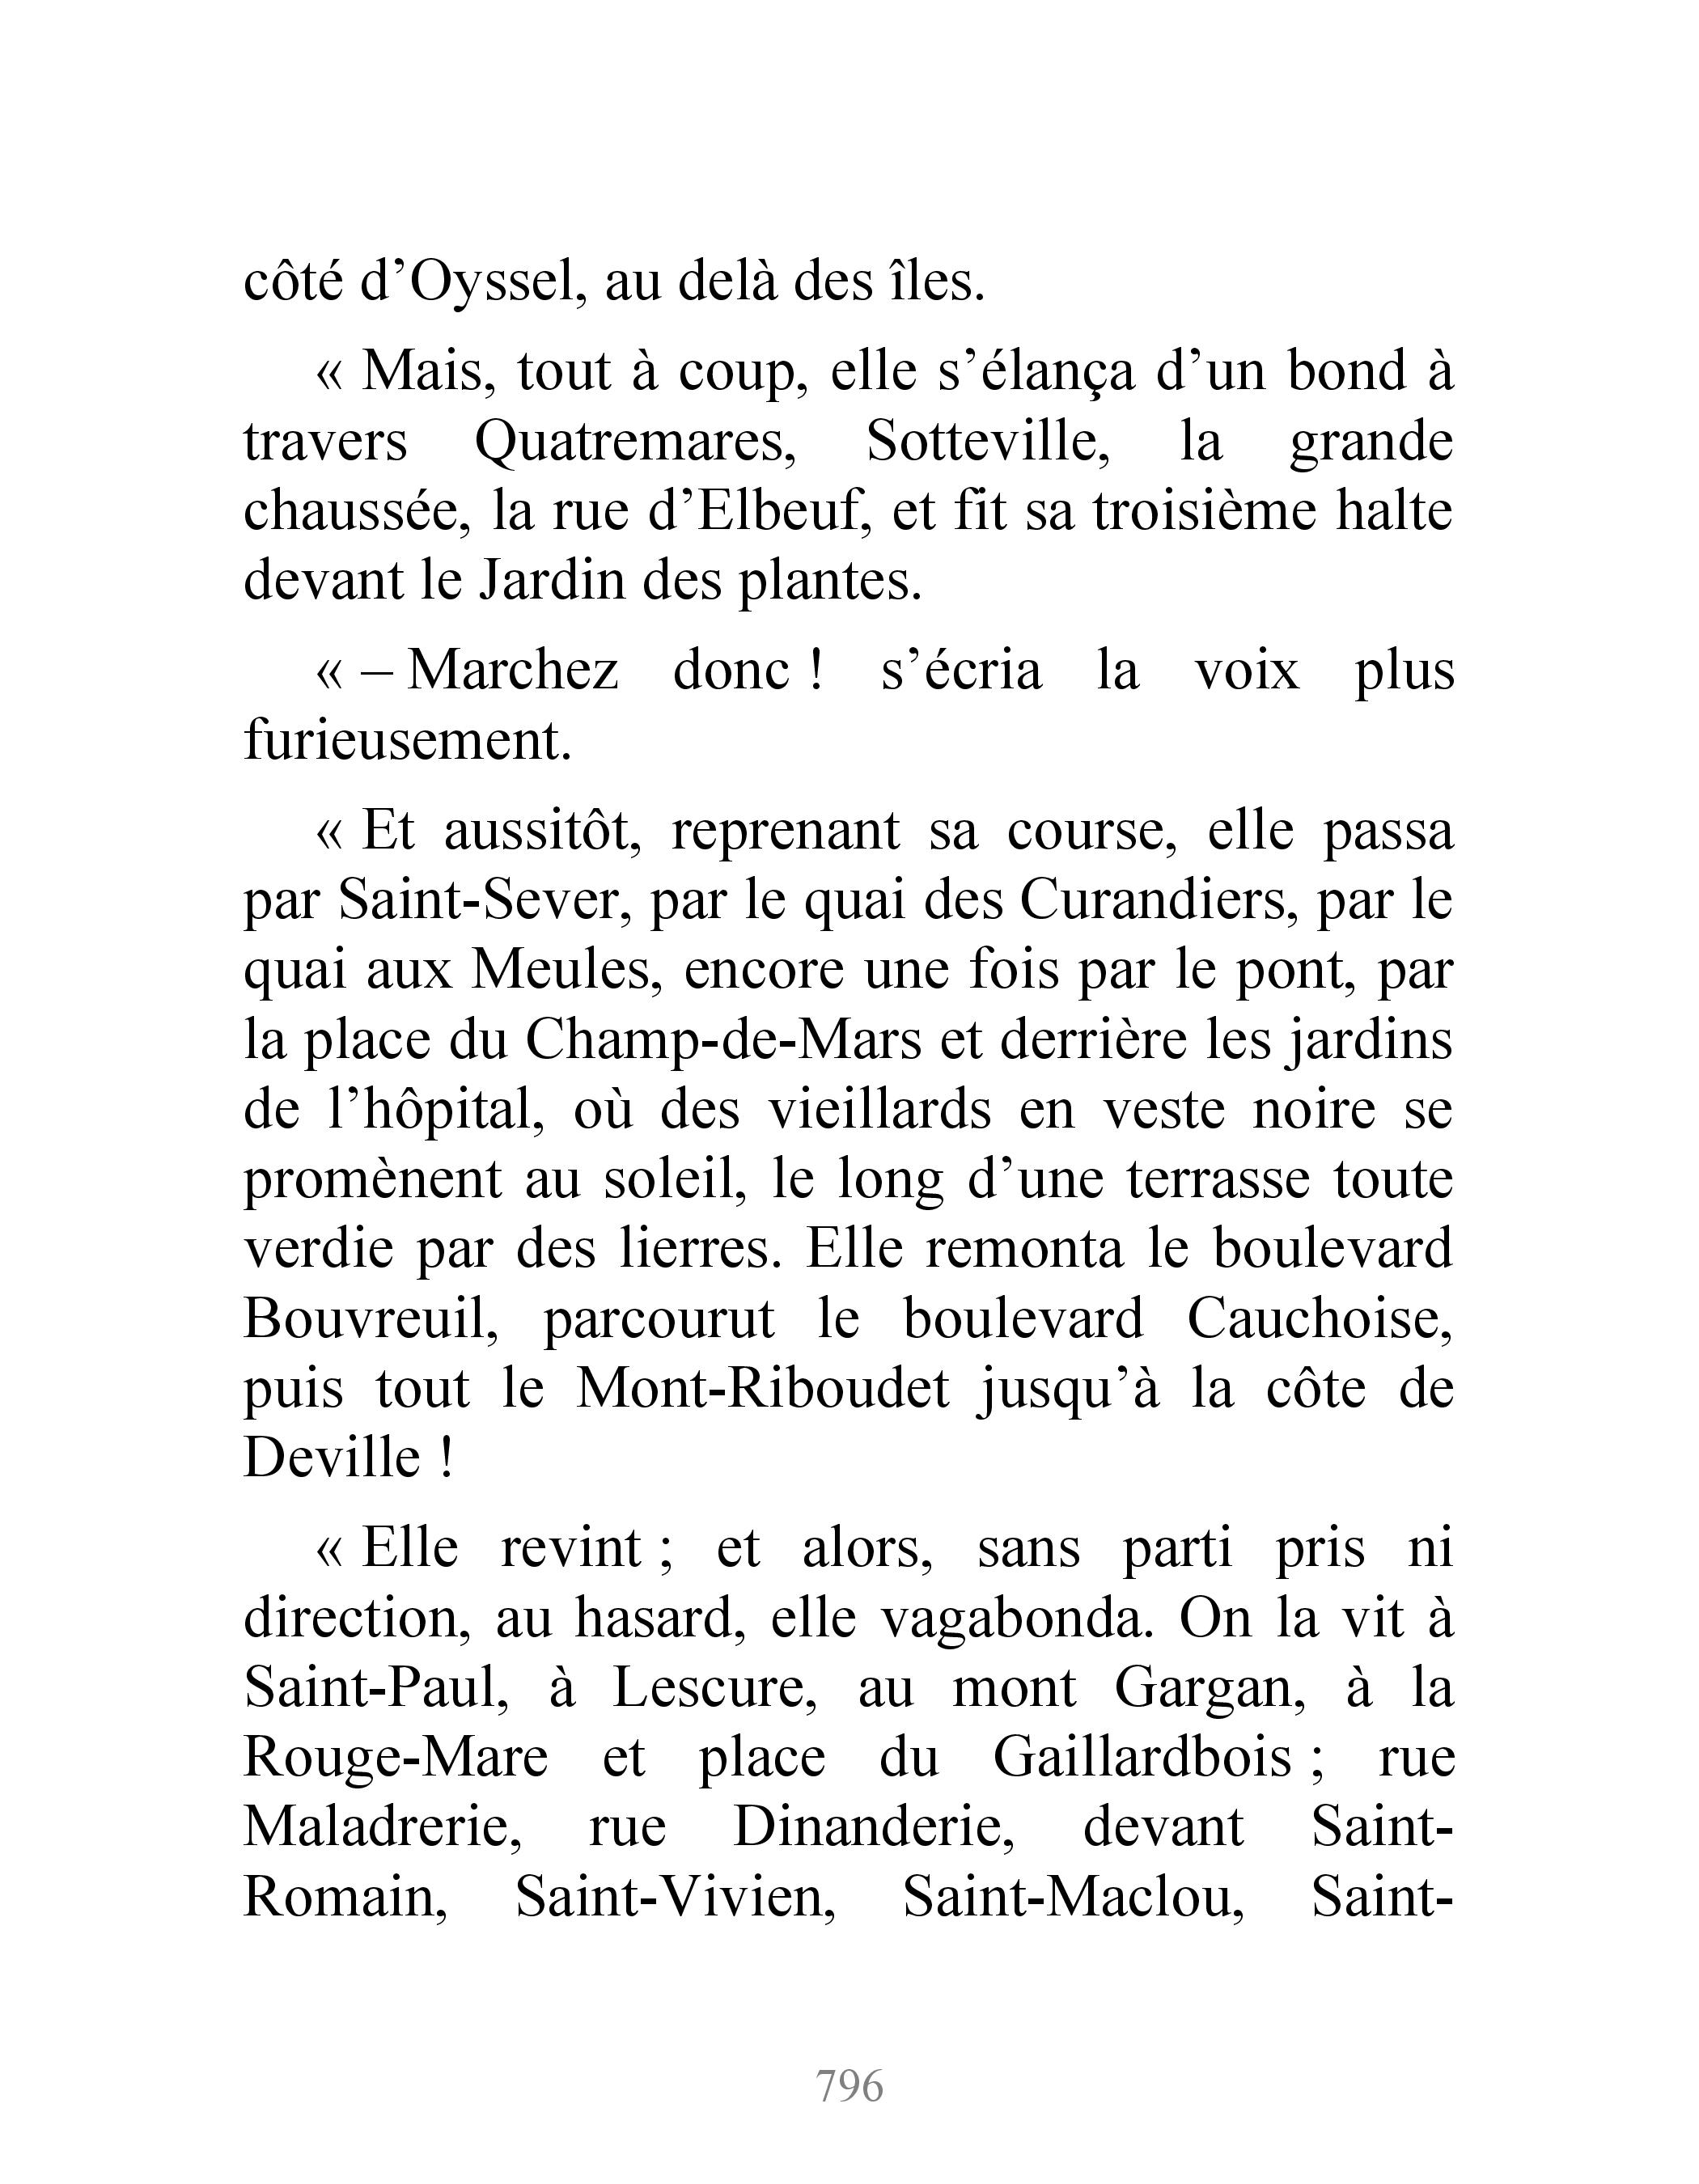 côté d’Oyssel, au delà des îles.
« Mais, tout à coup, elle s’élança d’un bond à
travers Quatremares, Sotteville, la grande
chaussée, la rue d’Elbeuf, et fit sa troisième halte
devant le Jardin des plantes.
« – Marchez donc ! s’écria la voix plus
furieusement.
« Et aussitôt, reprenant sa course, elle passa
par Saint-Sever, par le quai des Curandiers, par le
quai aux Meules, encore une fois par le pont, par
la place du Champ-de-Mars et derrière les jardins
de l’hôpital, où des vieillards en veste noire se
promènent au soleil, le long d’une terrasse toute
verdie par des lierres. Elle remonta le boulevard
Bouvreuil, parcourut le boulevard Cauchoise,
puis tout le Mont-Riboudet jusqu’à la côte de
Deville !
« Elle revint ; et alors, sans parti pris ni
direction, au hasard, elle vagabonda. On la vit à
Saint-Paul, à Lescure, au mont Gargan, à la
Rouge-Mare et place du Gaillardbois ; rue
Maladrerie, rue Dinanderie, devant Saint-
Romain, Saint-Vivien, Saint-Maclou, Saint-
796